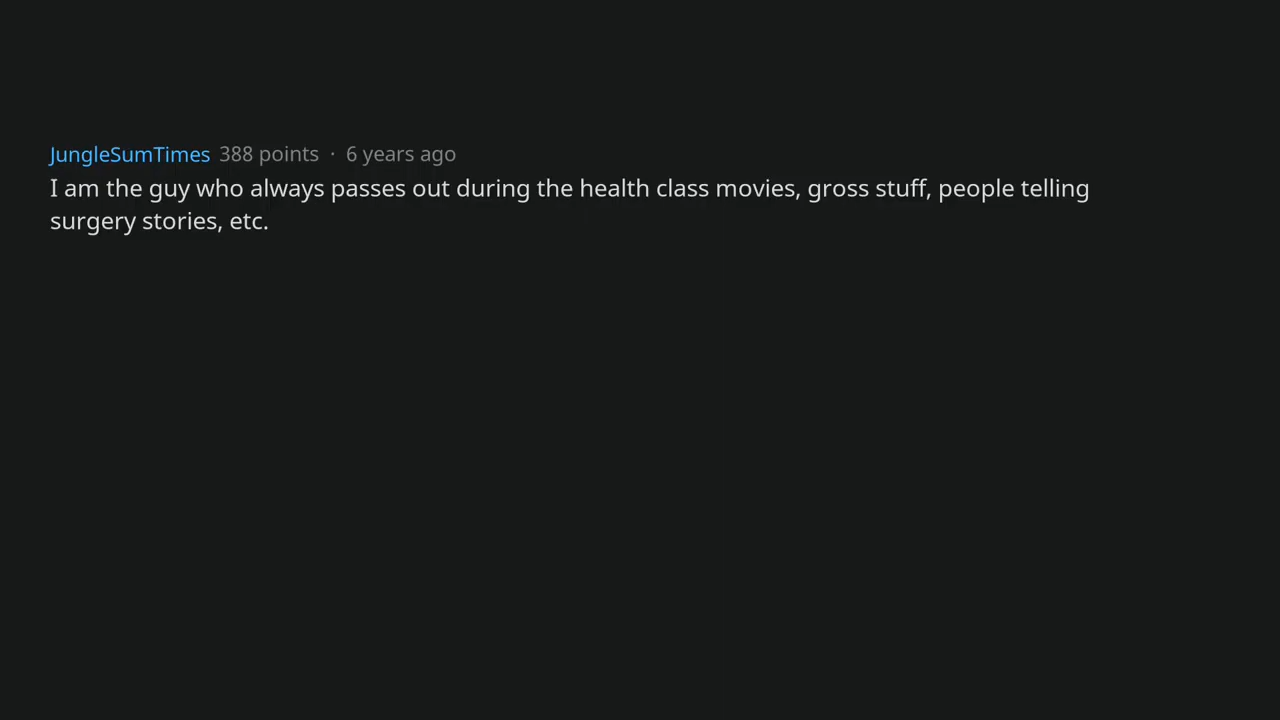 JungleSumTimes 388 points · 6 years ago
I am the guy who always passes out during the health class movies, gross stuff, people telling
surgery stories, etc.